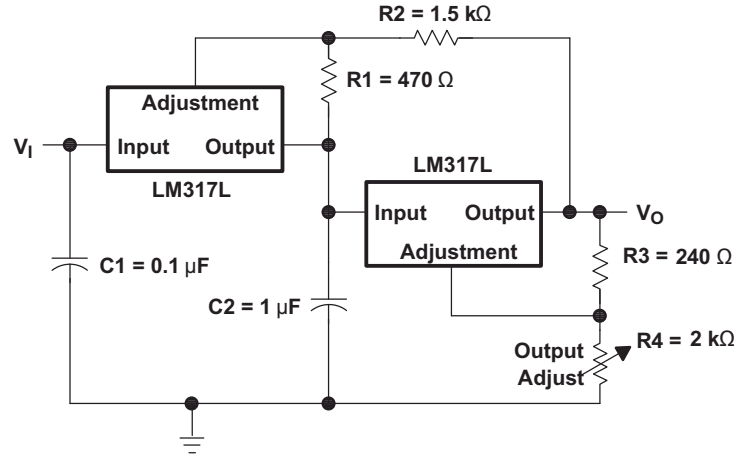 R2 = 1.5 kΩ
R1 = 470 Ω
Adjustment
VI
Input Output
LM317L
LM317L
Input Output
VO
Adjustment
R3 = 240 Ω
C1 = 0.1 µF
C2 = 1 µF
R4 = 2 kΩ
Output
Adjust